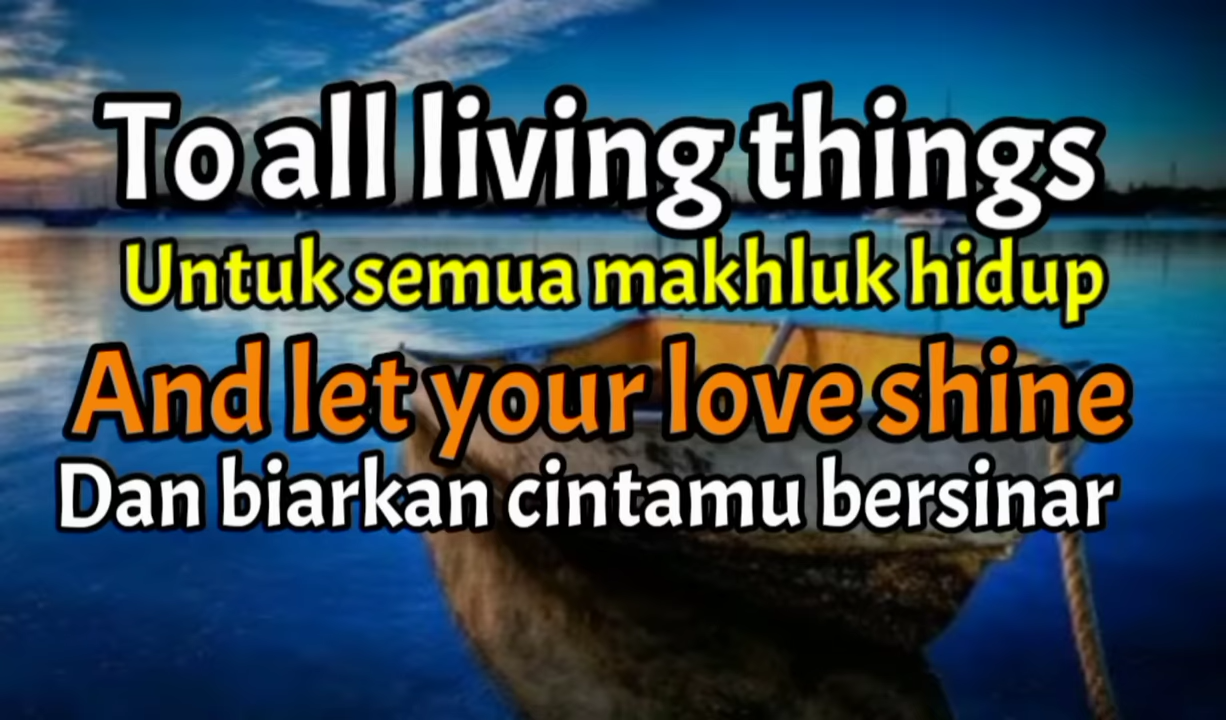 To all living things
Untuk semua makhluk hidup
And let your love shine
Dan biarkan cintamu bersinar